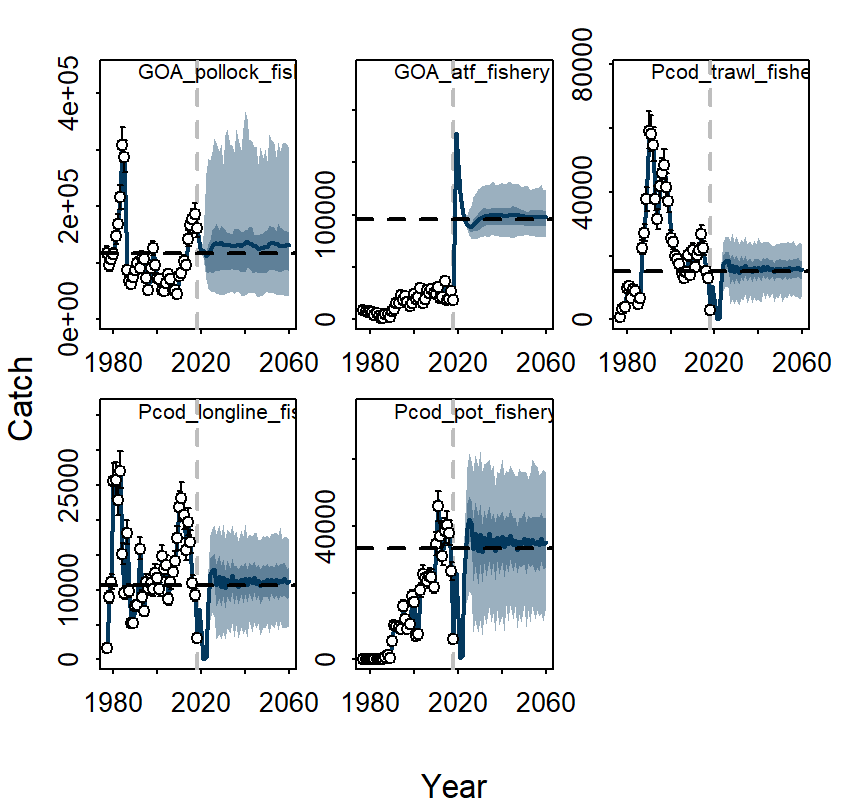 GOA_pollock_fish
GOA_atf_fishery
Pcod_trawl_fishe
4e+05
2e+05
0e+00
100000
0
80000
40000
0
1980 2020 2060
1980 2020 2060
1980 2020 2060
Catch
Pcod_longline_fis
Pcod_pot_fishery
25000
10000
0
40000
0
1980 2020 2060
1980 2020 2060
Year